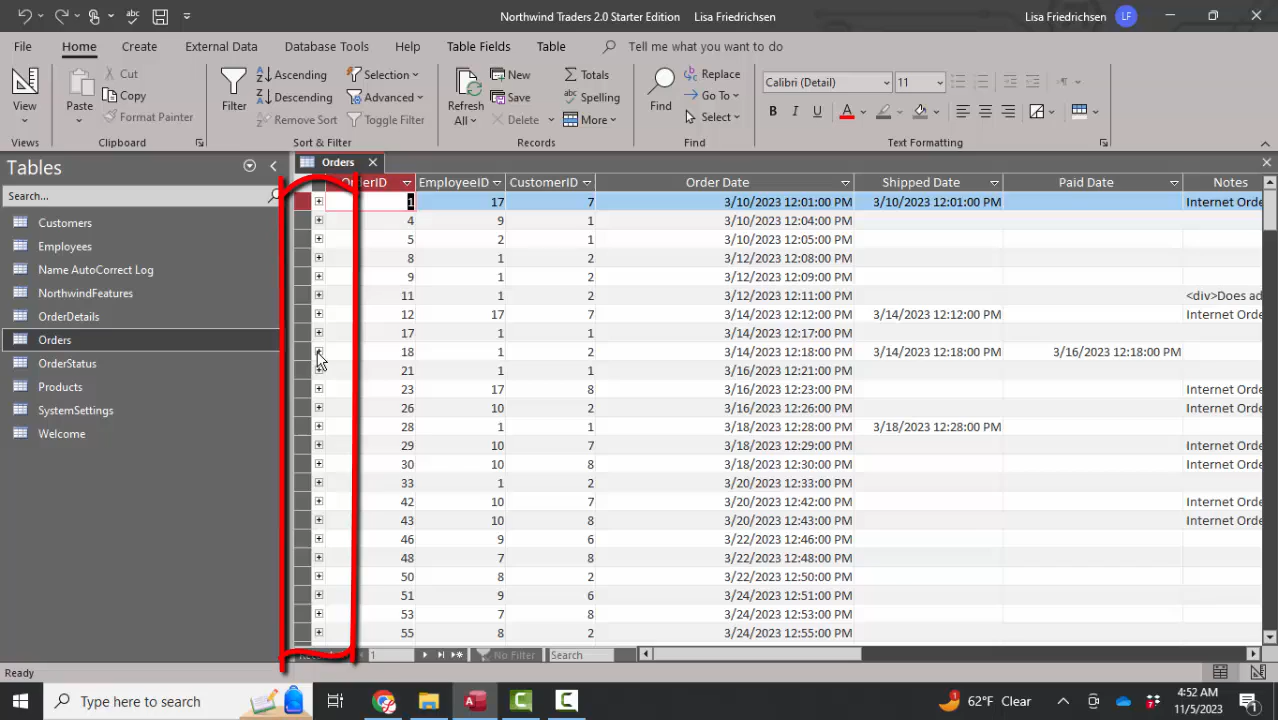 Northwind Traders 2.0 Starter Edition Lisa Friedrichsen
Lisa Friedrichsen LF
File Home Create External Data Database Tools Help Table Fields Table Tell me what you want to do
View
Views
Paste
Cut
Copy
Format Painter
Clipboard
Filter
Ascending
Descending
Remove Sort
Selection
Advanced
Toggle Filter
Sort & Filter
Refresh All
New
Save
Delete
Totals
Spelling
More
Records
Find
Replace
Go To
Select
Find
Calibri (Detail) 11
B I U A
Text Formatting
Tables
Search...
Customers
Employees
Name AutoCorrect Log
NorthwindFeatures
OrderDetails
Orders
OrderStatus
Products
SystemSettings
Welcome
Orders
OrderID EmployeeID CustomerID Order Date Shipped Date Paid Date Notes
1 17 7 3/10/2023 12:01:00 PM 3/10/2023 12:01:00 PM Internet Orde
4 9 1 3/10/2023 12:04:00 PM
5 2 1 3/10/2023 12:05:00 PM
8 1 2 3/12/2023 12:08:00 PM
9 1 2 3/12/2023 12:09:00 PM
11 1 2 3/12/2023 12:11:00 PM <div>Does ad
12 17 7 3/14/2023 12:12:00 PM 3/14/2023 12:12:00 PM Internet Orde
17 1 1 3/14/2023 12:17:00 PM
18 1 2 3/14/2023 12:18:00 PM 3/14/2023 12:18:00 PM 3/16/2023 12:18:00 PM
21 1 1 3/16/2023 12:21:00 PM
23 17 8 3/16/2023 12:23:00 PM Internet Orde
26 10 2 3/16/2023 12:26:00 PM Internet Orde
28 1 1 3/18/2023 12:28:00 PM 3/18/2023 12:28:00 PM
29 10 7 3/18/2023 12:29:00 PM Internet Orde
30 10 8 3/18/2023 12:30:00 PM Internet Orde
33 1 2 3/20/2023 12:33:00 PM
42 10 7 3/20/2023 12:42:00 PM Internet Orde
43 10 8 3/20/2023 12:43:00 PM Internet Orde
46 9 6 3/22/2023 12:46:00 PM
48 7 8 3/22/2023 12:48:00 PM
50 8 2 3/22/2023 12:50:00 PM
51 9 6 3/24/2023 12:51:00 PM
53 7 8 3/24/2023 12:53:00 PM
55 8 2 3/24/2023 12:55:00 PM
1 No Filter Search
Ready
Type here to search
62°F Clear
4:52 AM
11/5/2023